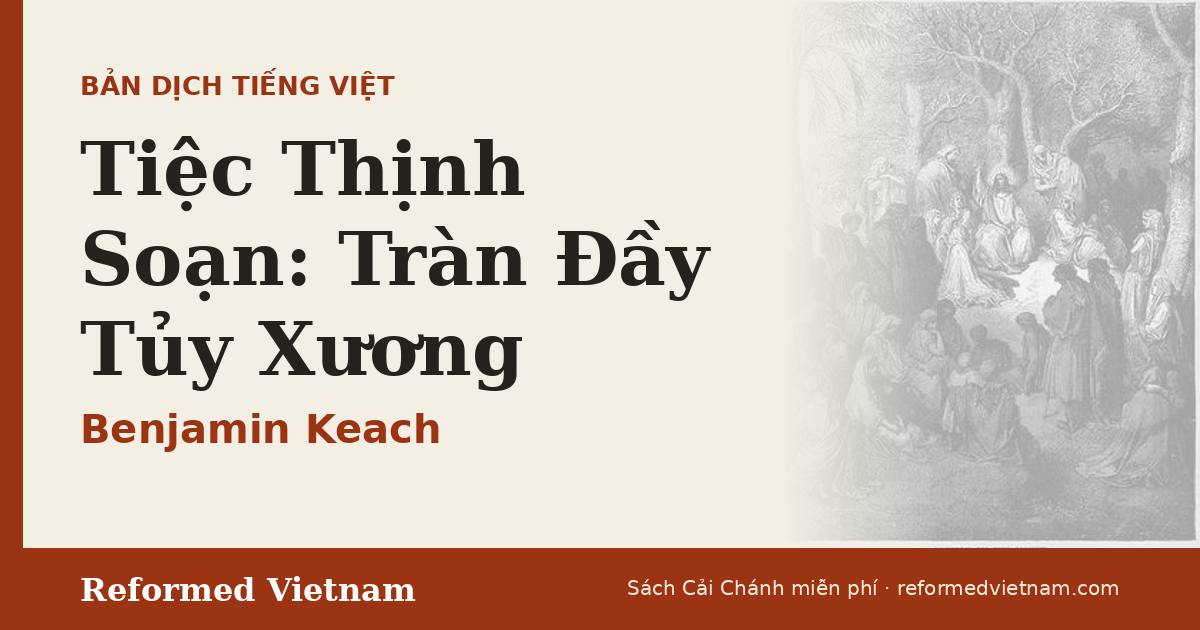 BẢN DỊCH TIẾNG VIỆT
Tiệc Thịnh
Soạn: Tràn Đầy
Tủy Xương
Benjamin Keach
Reformed Vietnam
Sách Cải Chánh miễn phí · reformedvietnam.com